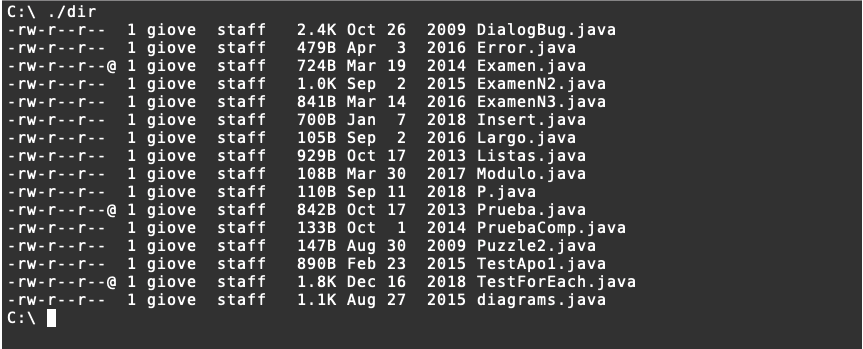 C:\ ./dir
-rw-r--r--  1 giove  staff   2.4K Oct 26  2009 DialogBug.java
-rw-r--r--  1 giove  staff   479B Apr  3  2016 Error.java
-rw-r--r--@ 1 giove  staff   724B Mar 19  2014 Examen.java
-rw-r--r--  1 giove  staff   1.0K Sep  2  2015 ExamenN2.java
-rw-r--r--  1 giove  staff   841B Mar 14  2016 ExamenN3.java
-rw-r--r--  1 giove  staff   700B Jan  7  2018 Insert.java
-rw-r--r--  1 giove  staff   105B Sep  2  2016 Largo.java
-rw-r--r--  1 giove  staff   929B Oct 17  2013 Listas.java
-rw-r--r--  1 giove  staff   108B Mar 30  2017 Modulo.java
-rw-r--r--  1 giove  staff   110B Sep 11  2018 P.java
-rw-r--r--@ 1 giove  staff   842B Oct 17  2013 Prueba.java
-rw-r--r--  1 giove  staff   133B Oct  1  2014 PruebaComp.java
-rw-r--r--  1 giove  staff   147B Aug 30  2009 Puzzle2.java
-rw-r--r--  1 giove  staff   890B Feb 23  2015 TestApo1.java
-rw-r--r--@ 1 giove  staff   1.8K Dec 16  2018 TestForEach.java
-rw-r--r--  1 giove  staff   1.1K Aug 27  2015 diagrams.java
C:\